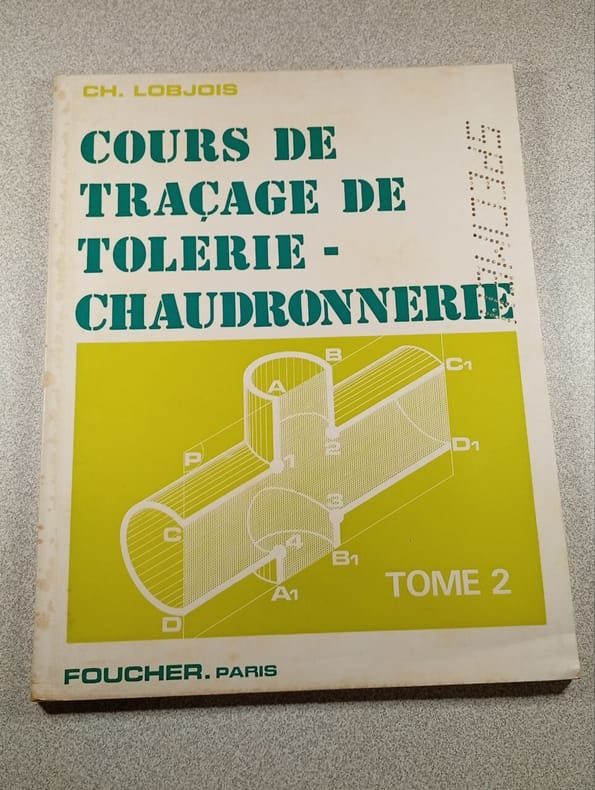 CH. LOBJOIS
COURS DE
TRAÇAGE DE
TOLERIE -
CHAUDRONNERIE
SPECIMEN
A
B
C1
P
1
2
D1
C
3
4
B1
A1
D
TOME 2
FOUCHER. PARIS